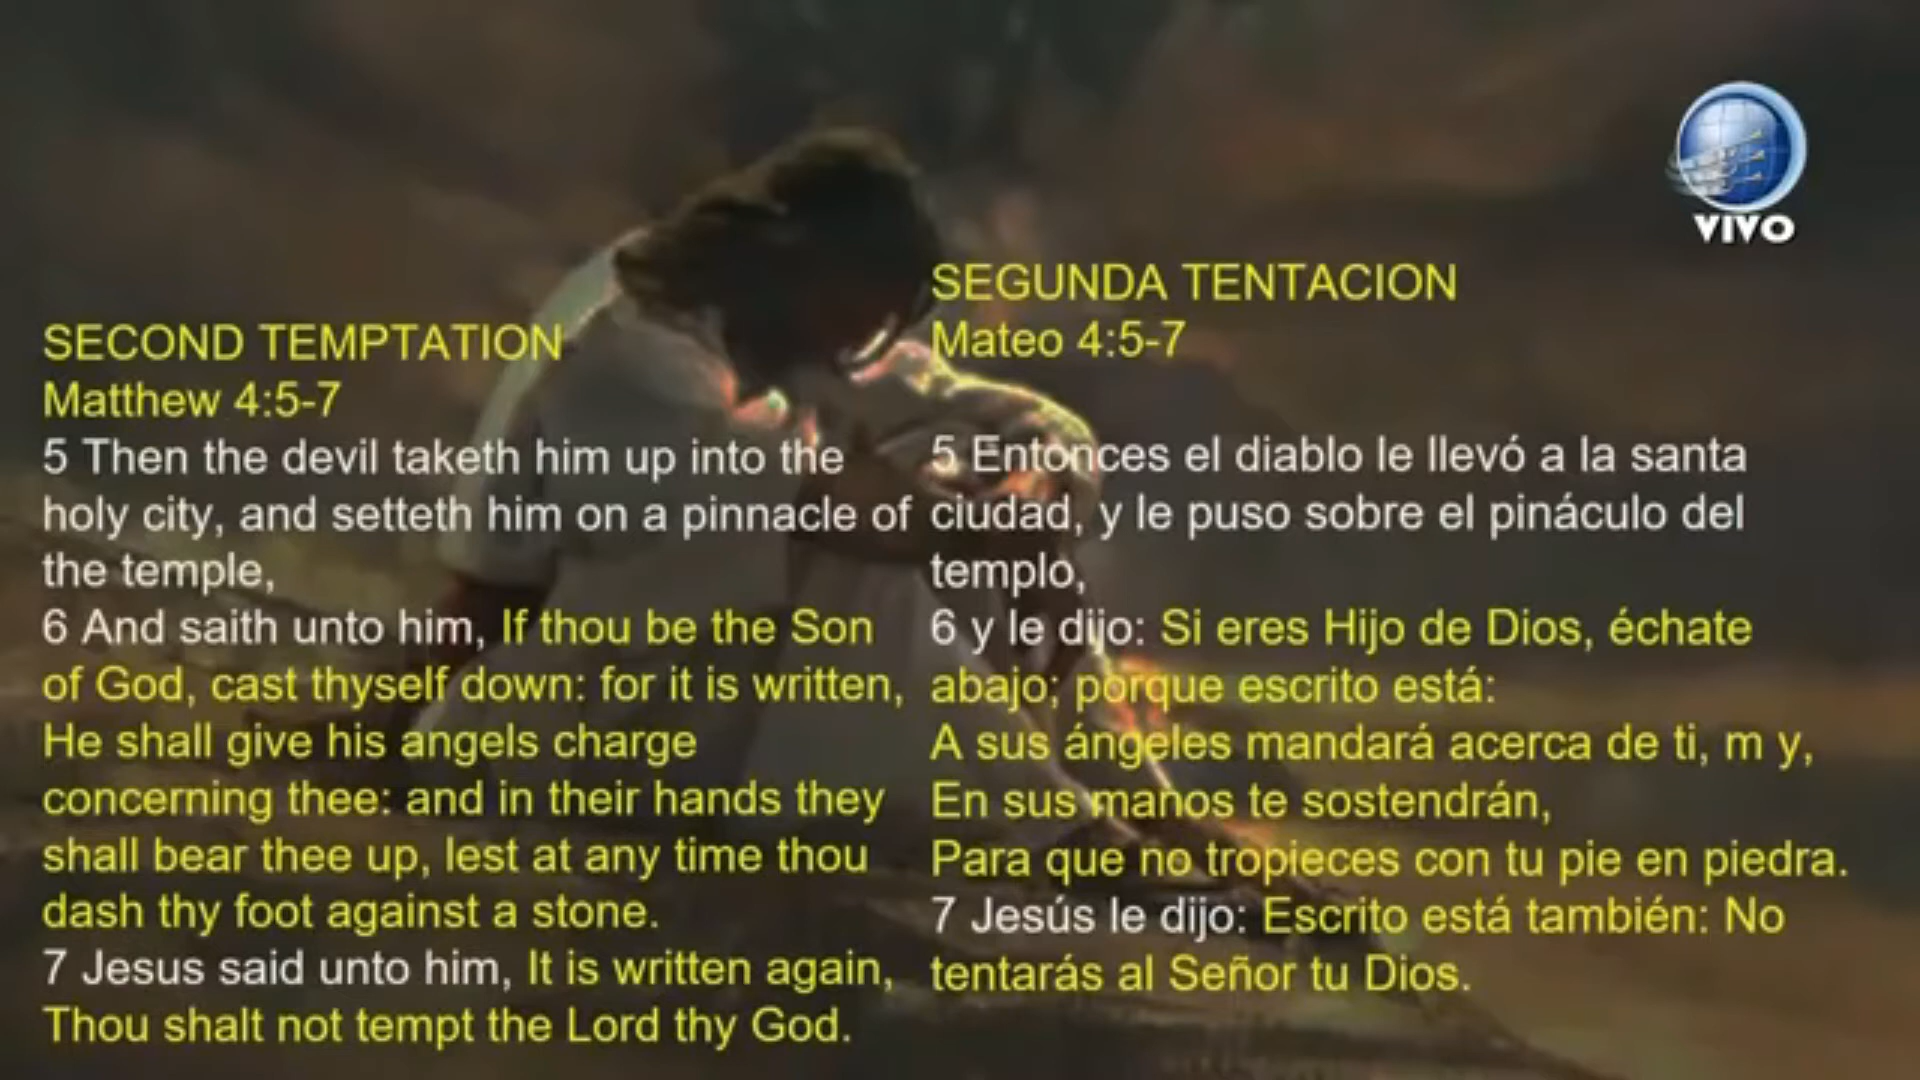 VIVO
SECOND TEMPTATION
Matthew 4:5-7
5 Then the devil taketh him up into the
holy city, and setteth him on a pinnacle of
the temple,
6 And saith unto him, If thou be the Son
of God, cast thyself down: for it is written,
He shall give his angels charge
concerning thee: and in their hands they
shall bear thee up, lest at any time thou
dash thy foot against a stone.
7 Jesus said unto him, It is written again,
Thou shalt not tempt the Lord thy God.
SEGUNDA TENTACION
Mateo 4:5-7
5 Entonces el diablo le llevó a la santa
ciudad, y le puso sobre el pináculo del
templo,
6 y le dijo: Si eres Hijo de Dios, échate
abajo; porque escrito está:
A sus ángeles mandará acerca de ti, m y,
En sus manos te sostendrán,
Para que no tropieces con tu pie en piedra.
7 Jesús le dijo: Escrito está también: No
tentarás al Señor tu Dios.